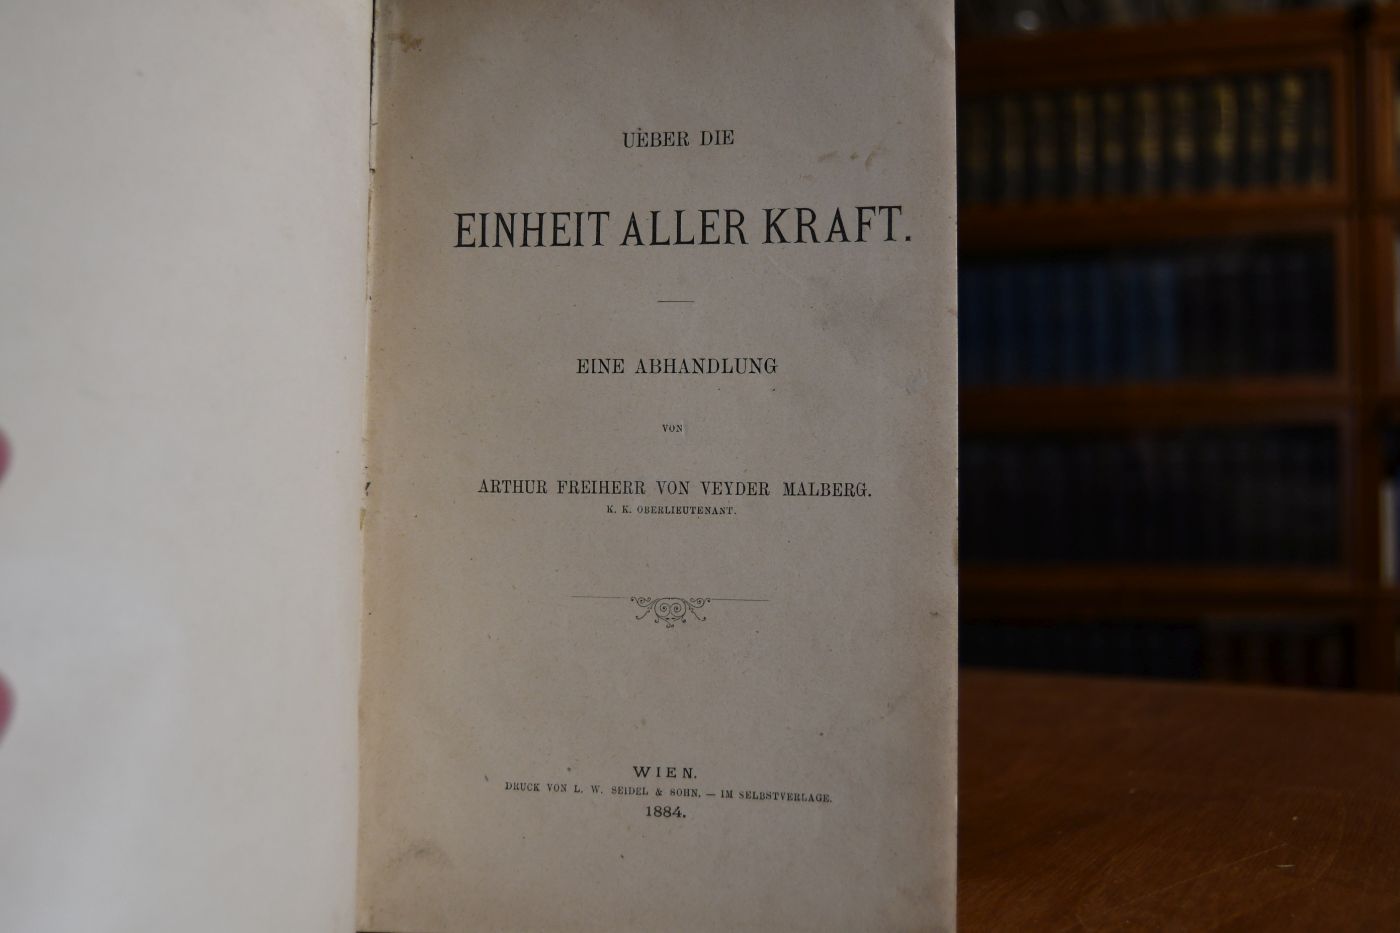 UEBER DIE
EINHEIT ALLER KRAFT.
EINE ABHANDLUNG
VON
ARTHUR FREIHERR VON VEYDER MALBERG.
K. K. OBERLIEUTENANT.
WIEN.
DRUCK VON L. W. SEIDEL & SOHN. — IM SELBSTVERLAGE.
1884.